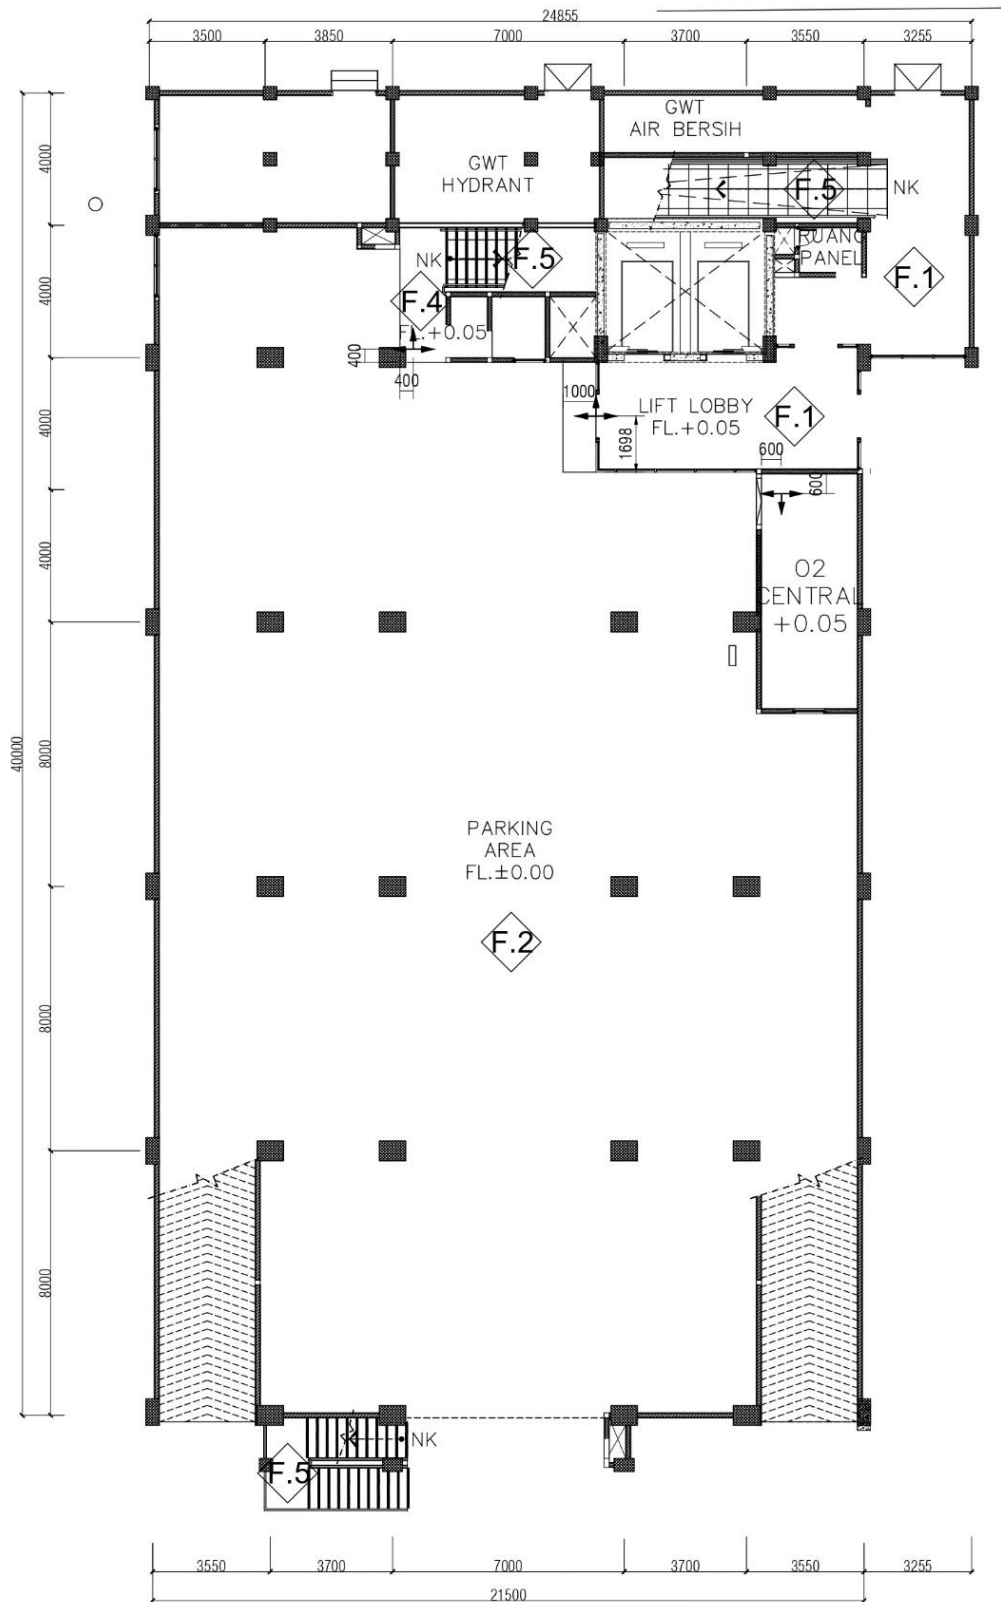 24855
3500 3850 7000 3700 3550 3255
4000
GWT
AIR BERSIH
GWT
HYDRANT
F.5
NK
RUANG
PANEL
NK
F.5
F.1
4000
F.4
FL.+0.05
400
400
1000
LIFT LOBBY
FL.+0.05
F.1
4000
1698
600
600
4000
O2
CENTRAL
+0.05
40000
8000
PARKING
AREA
FL.±0.00
F.2
8000
8000
NK
F.5
3550 3700 7000 3700 3550 3255
21500